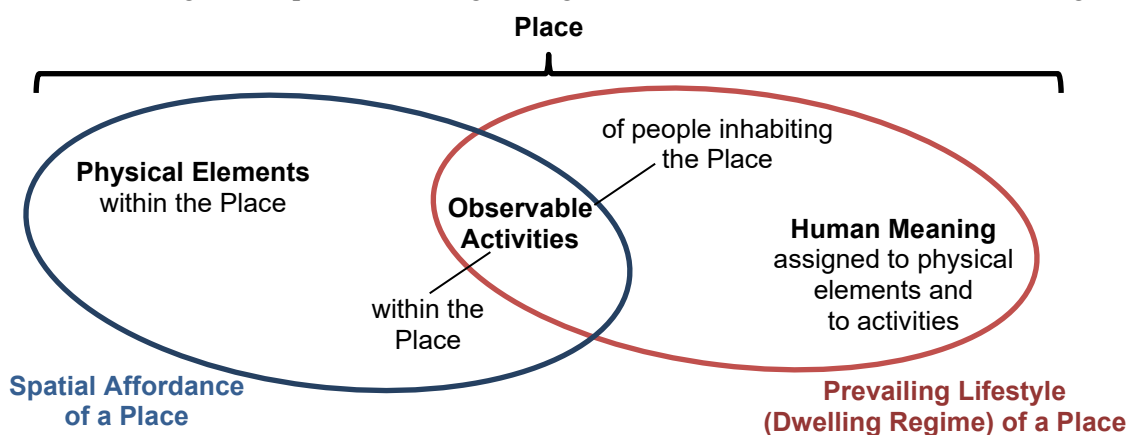 Place
of people inhabiting
the Place
Physical Elements
within the Place
Observable
Activities
Human Meaning
assigned to physical
elements and
to activities
within the
Place
Spatial Affordance
of a Place
Prevailing Lifestyle
(Dwelling Regime) of a Place